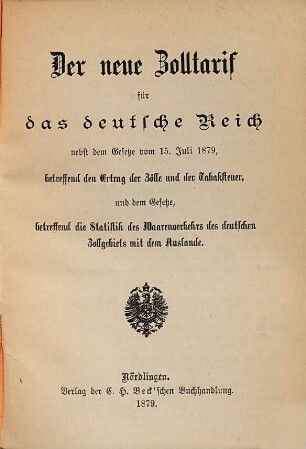 Der neue Zolltarif
für
das deutsche Reich
nebst dem Gesetze vom 15. Juli 1879,
betreffend den Ertrag der Zölle und der Tabaksteuer,
und dem Gesetze,
betreffend die Statistik des Waarenverkehrs des deutschen
Zollgebiets mit dem Auslande.
Nördlingen.
Verlag der C. H. Beck'schen Buchhandlung.
1879.